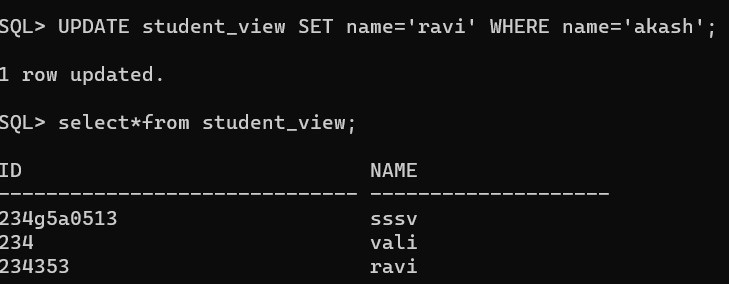 SQL> UPDATE student_view SET name='ravi' WHERE name='akash';
1 row updated.
SQL> select*from student_view;
ID NAME
------------------------------ --------------------
234g5a0513 sssv
234 vali
234353 ravi